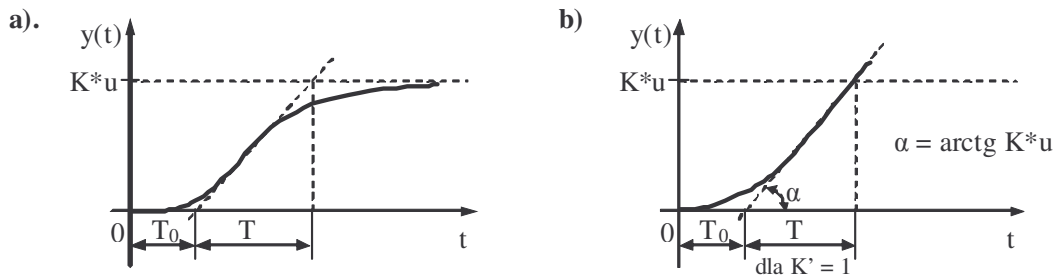 a).
y(t)
K*u
0
T₀
T
t
b)
y(t)
K*u
α
α = arctg K*u
0
T₀
T
t
dla K' = 1